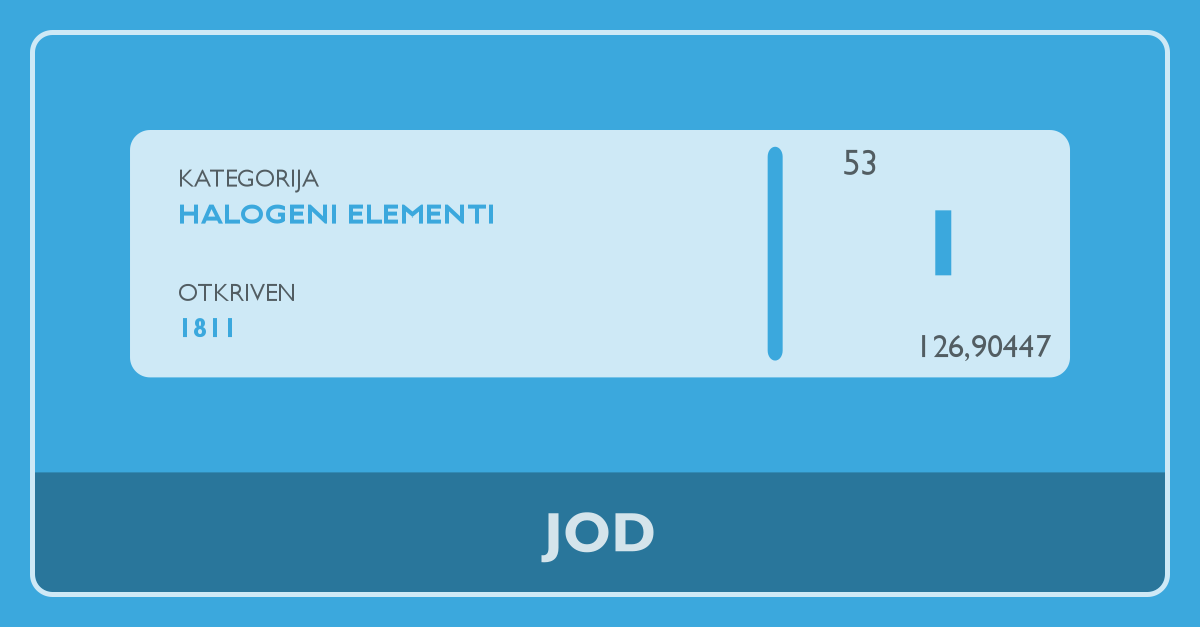 KATEGORIJA
HALOGENI ELEMENTI
OTKRIVEN
1811
53
I
126,90447
JOD